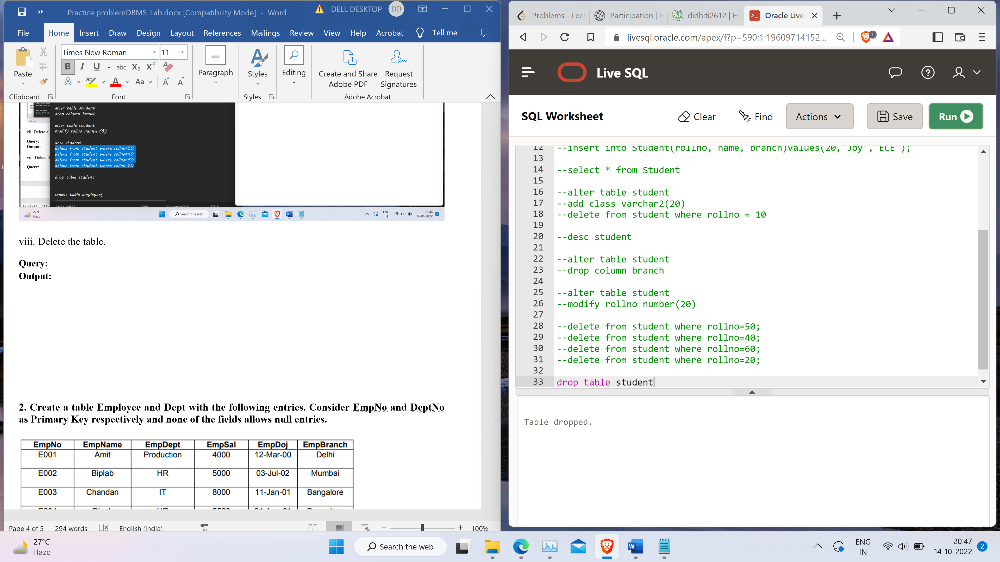 Practice problemDBMS_Lab.docx [Compatibility Mode] - Word
DELL DESKTOP DD
File Home Insert Draw Design Layout References Mailings Review View Help Acrobat Tell me
Times New Roman 11
Paste
Paragraph
Styles
Editing
Create and Share Adobe PDF
Request Signatures
Clipboard Font Styles Adobe Acrobat
alter table student
drop column branch
alter table student
modify rollno number(8)
vii. Delete al
desc student
Query:
Output:
delete from student where rollno=50
delete from student where rollno=40
viii. Delete th
delete from student where rollno=60
delete from student where rollno=20
Query:
drop table student
create table employee(
Page 3 of 5 274 w Ln 34, Col 36 100% Windows (CRLF) UTF-8
27°C
Haze
Search the web
ENG
IN
20:46
14-10-2022
2
viii. Delete the table.
Query:
Output:
2. Create a table Employee and Dept with the following entries. Consider EmpNo and DeptNo
as Primary Key respectively and none of the fields allows null entries.
EmpNo EmpName EmpDept EmpSal EmpDoj EmpBranch
E001 Amit Production 4000 12-Mar-00 Delhi
E002 Biplab HR 5000 03-Jul-02 Mumbai
E003 Chandan IT 8000 11-Jan-01 Bangalore
Page 4 of 5 294 words English (India) 100%
Problems - Leet
Participation | H
didhiti2612 | Ho
Oracle Live
livesql.oracle.com/apex/f?p=590:1:19609714152...
1
Live SQL
SQL Worksheet
Clear
Find
Actions
Save
Run
12 --insert into Student(rollno, name, branch)values(20,'Joy','ECE');
13
14 --select * from Student
15
16 --alter table student
17 --add class varchar2(20)
18 --delete from student where rollno = 10
19
20 --desc student
21
22 --alter table student
23 --drop column branch
24
25 --alter table student
26 --modify rollno number(20)
27
28 --delete from student where rollno=50;
29 --delete from student where rollno=40;
30 --delete from student where rollno=60;
31 --delete from student where rollno=20;
32
33 drop table student
Table dropped.
27°C
Haze
Search the web
ENG
IN
20:47
14-10-2022
2